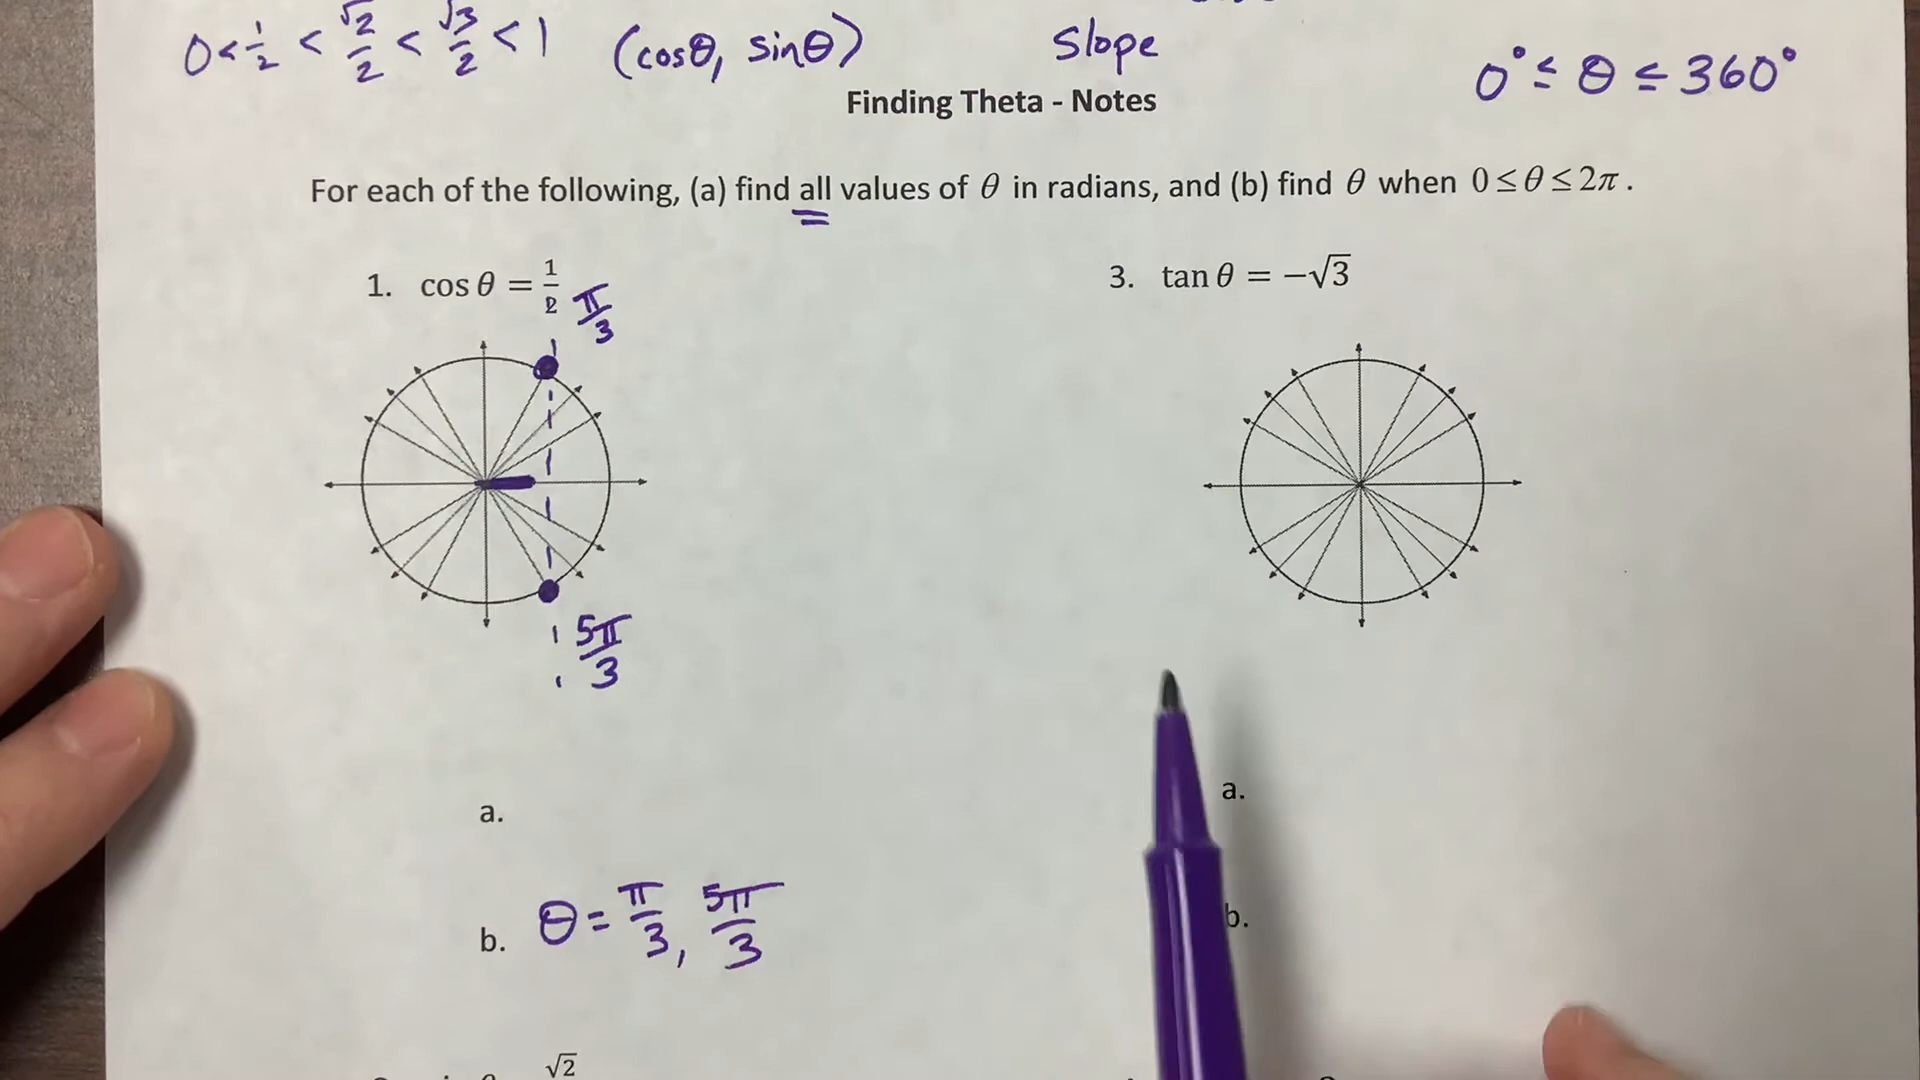 0 < 1/2 < √2/2 < √3/2 < 1 (cosθ, sinθ) Slope
0° ≤ θ ≤ 360°
Finding Theta - Notes
For each of the following, (a) find all values of θ in radians, and (b) find θ when 0 ≤ θ ≤ 2π.
1. cos θ = 1/2
π/3
5π/3
a.
b. θ = π/3, 5π/3
3. tan θ = −√3
a.
b.
√2